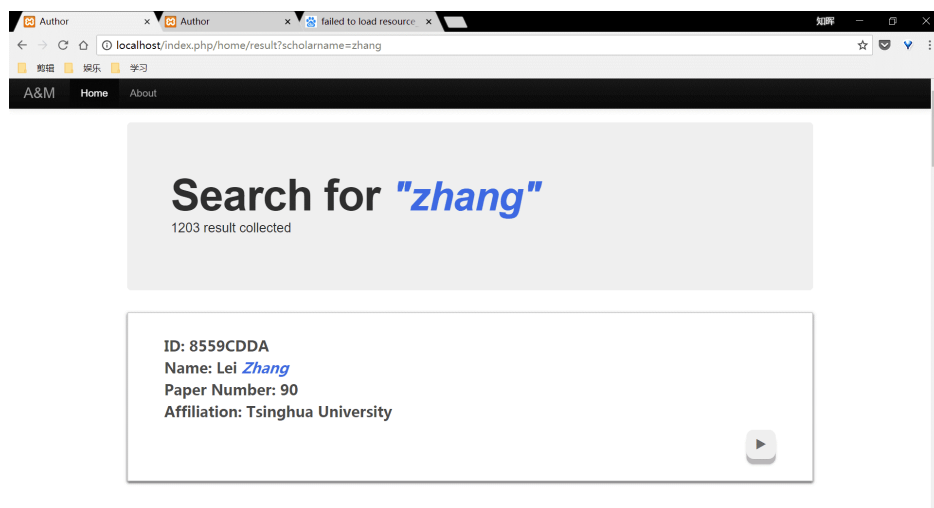 Author
Author
failed to load resource
知晖
localhost/index.php/home/result?scholarname=zhang
剪辑
娱乐
学习
A&M
Home
About
Search for "zhang"
1203 result collected
ID: 8559CDDA
Name: Lei Zhang
Paper Number: 90
Affiliation: Tsinghua University